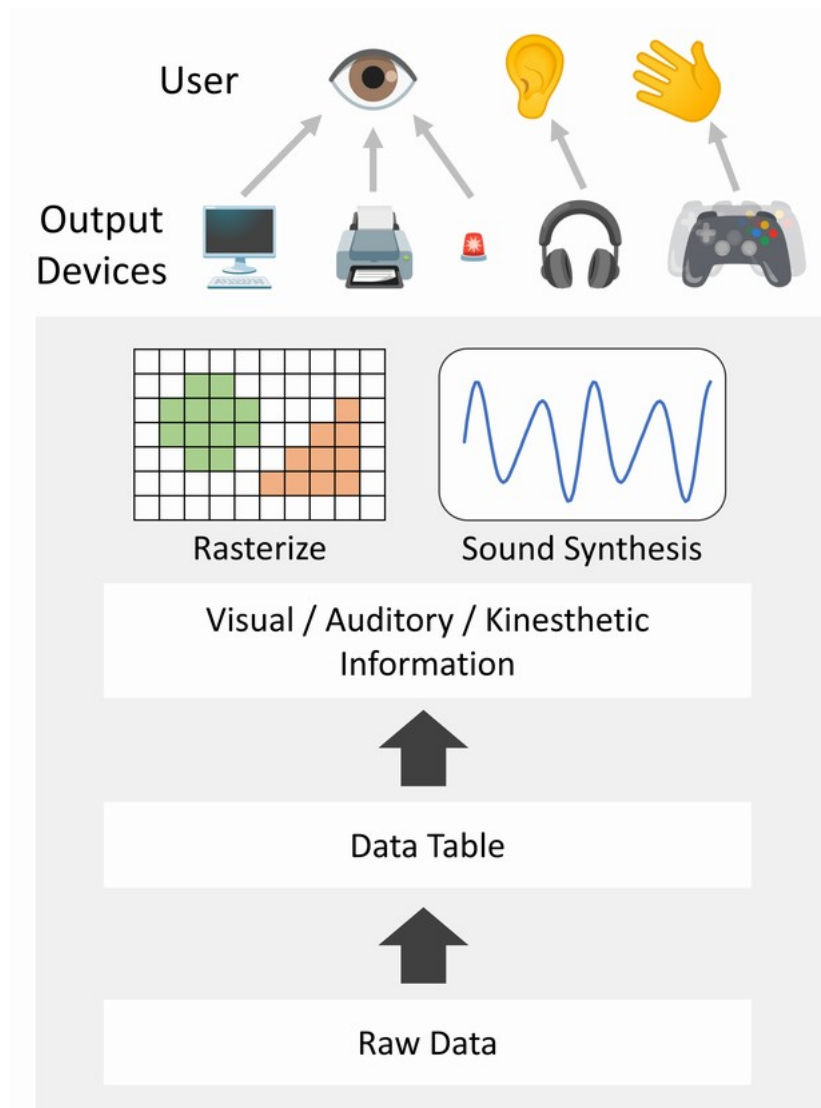 User
Output
Devices
Rasterize
Sound Synthesis
Visual / Auditory / Kinesthetic
Information
Data Table
Raw Data